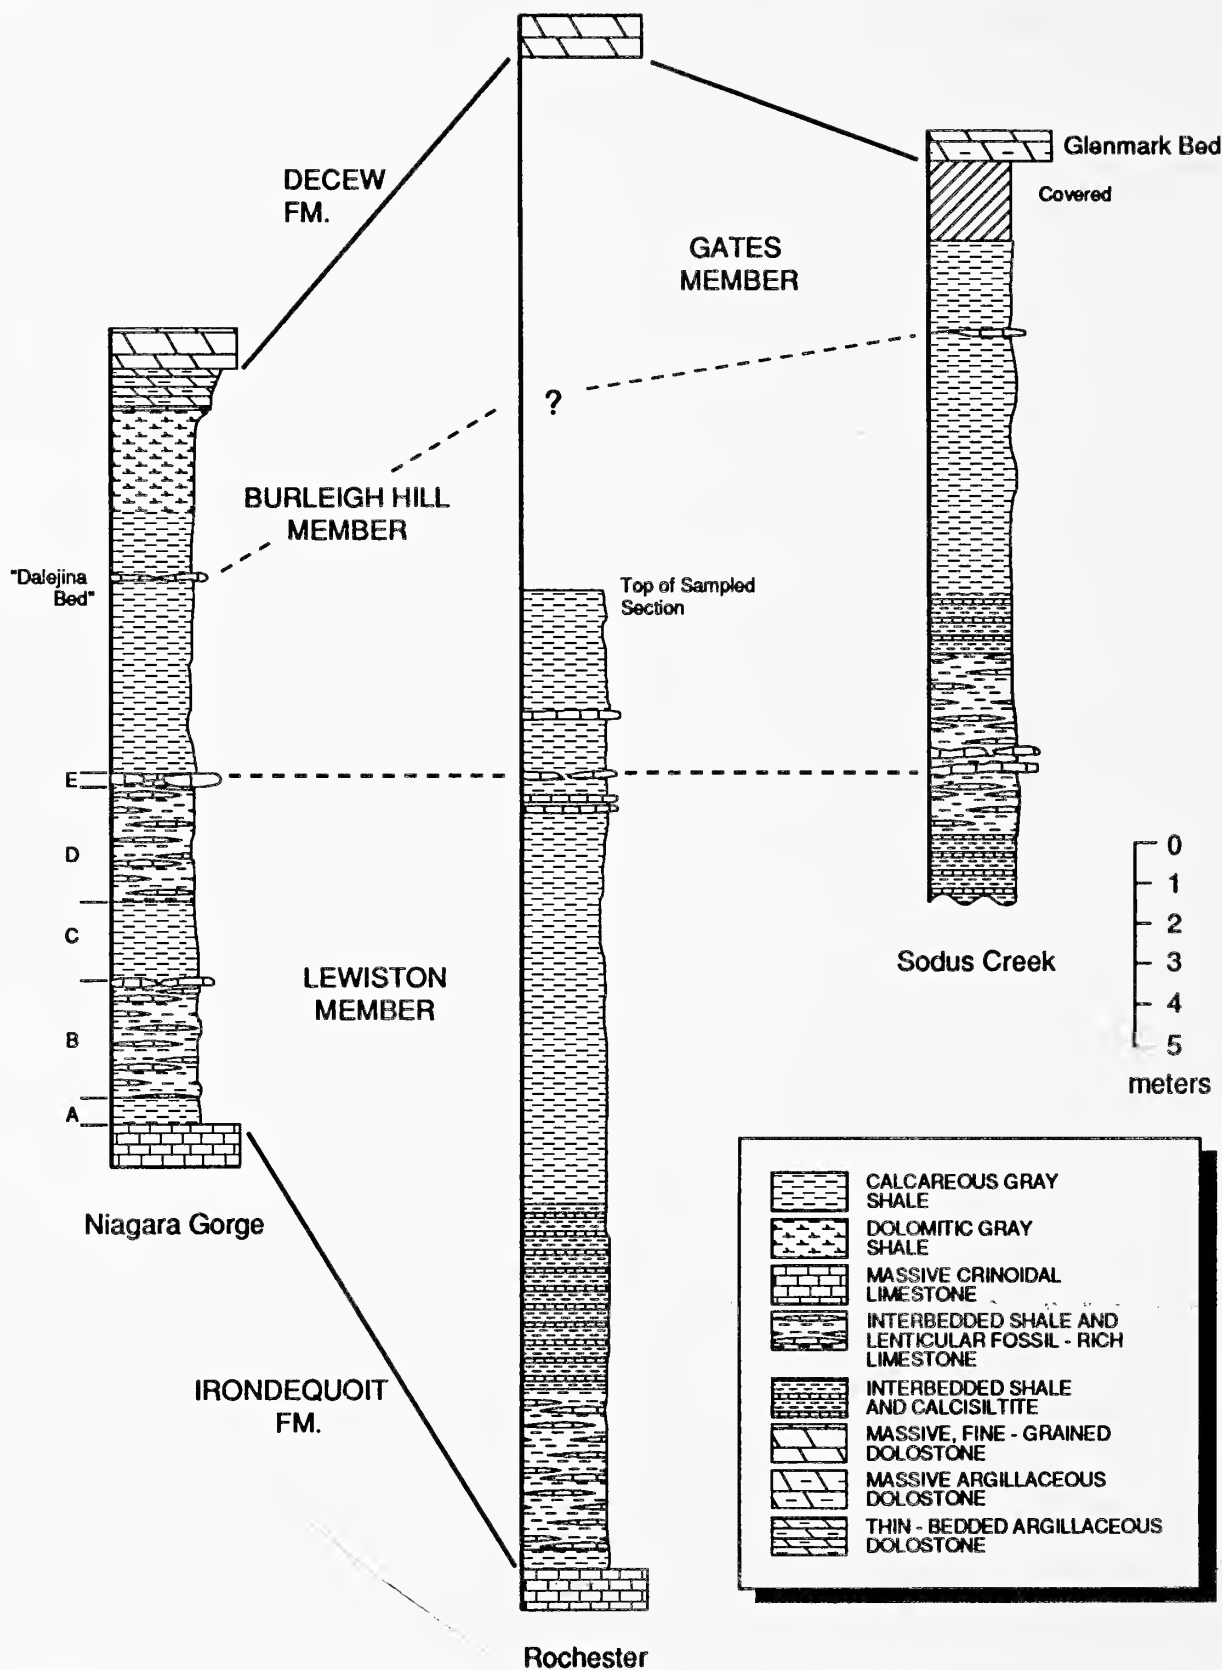 Glenmark Bed
Covered
DECEW
FM.
GATES
MEMBER
?
BURLEIGH HILL
MEMBER
"Dalejina
Bed"
Top of Sampled
Section
E
D
C
B
A
LEWISTON
MEMBER
Sodus Creek
0
1
2
3
4
5
meters
Niagara Gorge
IRONDEQUOIT
FM.
Rochester
CALCAREOUS GRAY
SHALE
DOLOMITIC GRAY
SHALE
MASSIVE CRINOIDAL
LIMESTONE
INTERBEDDED SHALE AND
LENTICULAR FOSSIL - RICH
LIMESTONE
INTERBEDDED SHALE
AND CALCISILTITE
MASSIVE, FINE - GRAINED
DOLOSTONE
MASSIVE ARGILLACEOUS
DOLOSTONE
THIN - BEDDED ARGILLACEOUS
DOLOSTONE